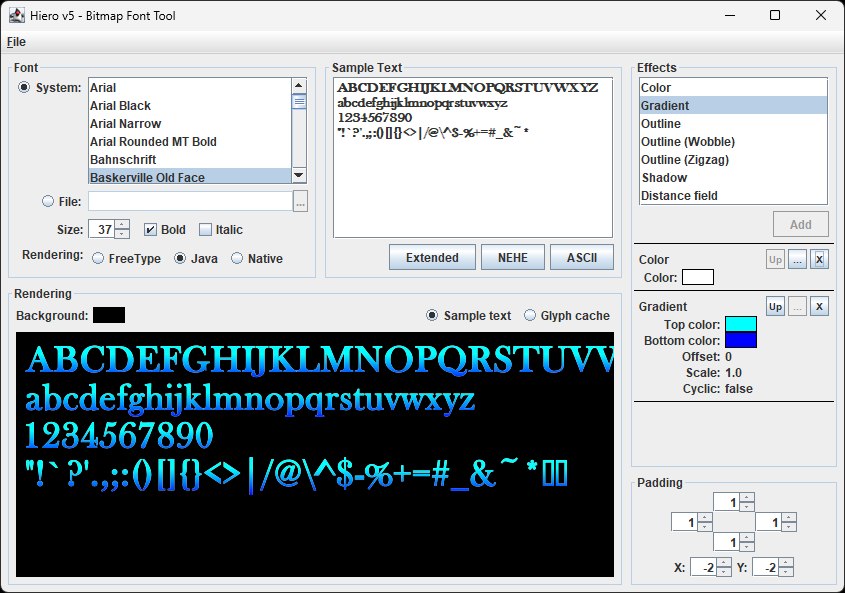 Hiero v5 - Bitmap Font Tool
File
Font
System:
Arial
Arial Black
Arial Narrow
Arial Rounded MT Bold
Bahnschrift
Baskerville Old Face
File:
...
Size: 37 Bold Italic
Rendering: FreeType Java Native
Sample Text
ABCDEFGHIJKLMNOPQRSTUVWXYZ
abcdefghijklmnopqrstuvwxyz
1234567890
"!`?'.,;:()[]{}<>|/@\^$-%+=#_&~*
Extended NEHE ASCII
Rendering
Background: Sample text Glyph cache
ABCDEFGHIJKLMNOPQRSTUVW
abcdefghijklmnopqrstuvwxyz
1234567890
"!`?'.,;:()[]{}<>|/@\^$-%+=#_&~*
Effects
Color
Gradient
Outline
Outline (Wobble)
Outline (Zigzag)
Shadow
Distance field
Add
Color Up ... X
Color:
Gradient Up ... X
Top color:
Bottom color:
Offset: 0
Scale: 1.0
Cyclic: false
Padding
1
1 1
1
X: -2 Y: -2